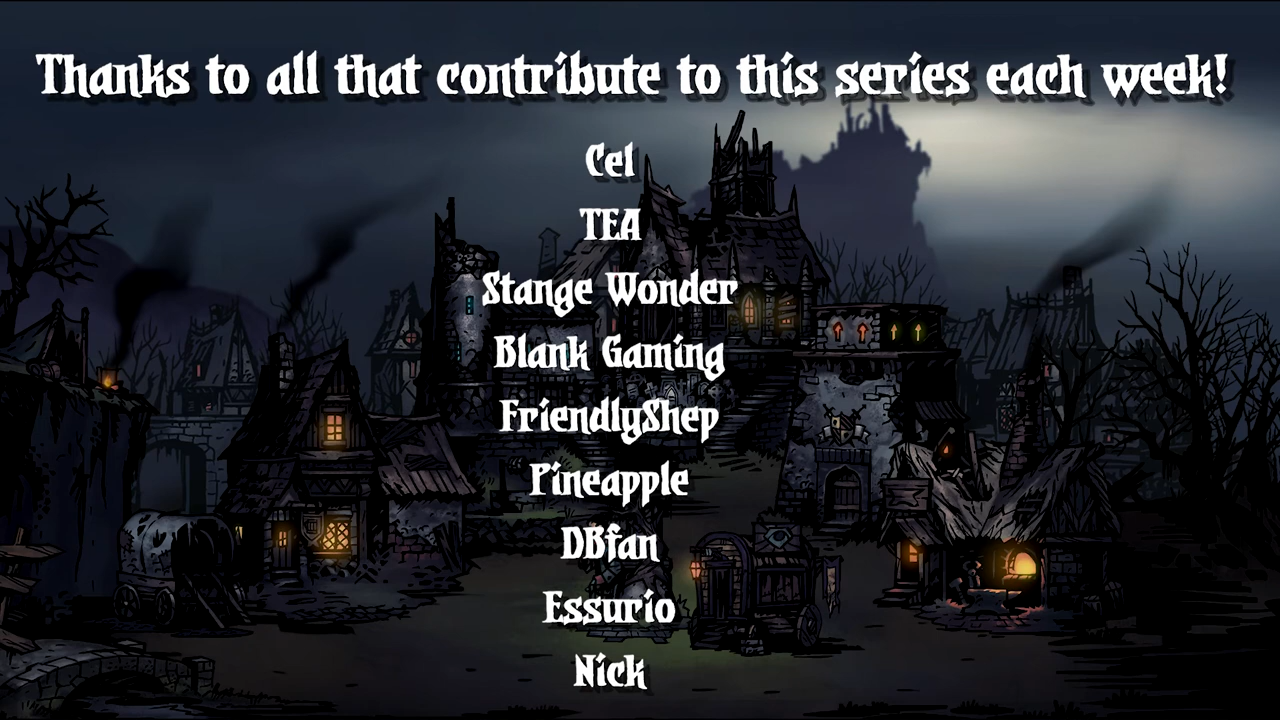 Thanks to all that contribute to this series each week!
Cel
TEA
Stange Wonder
Blank Gaming
FriendlyShep
Pineapple
DBfan
Essurio
Nick